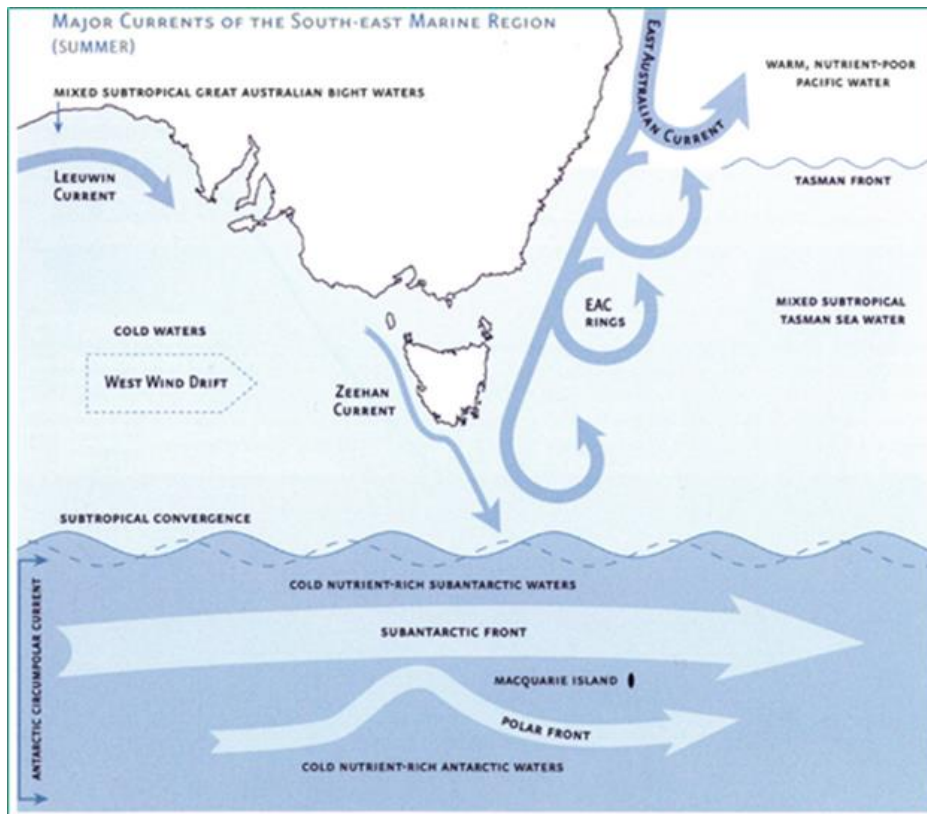 Major Currents of the South-east Marine Region
(summer)
MIXED SUBTROPICAL GREAT AUSTRALIAN BIGHT WATERS
EAST AUSTRALIAN CURRENT
WARM, NUTRIENT-POOR
PACIFIC WATER
Leeuwin
Current
TASMAN FRONT
EAC
RINGS
MIXED SUBTROPICAL
TASMAN SEA WATER
COLD WATERS
West Wind Drift
Zeehan
Current
SUBTROPICAL CONVERGENCE
ANTARCTIC CIRCUMPOLAR CURRENT
COLD NUTRIENT-RICH SUBANTARCTIC WATERS
SUBANTARCTIC FRONT
MACQUARIE ISLAND
POLAR FRONT
COLD NUTRIENT-RICH ANTARCTIC WATERS